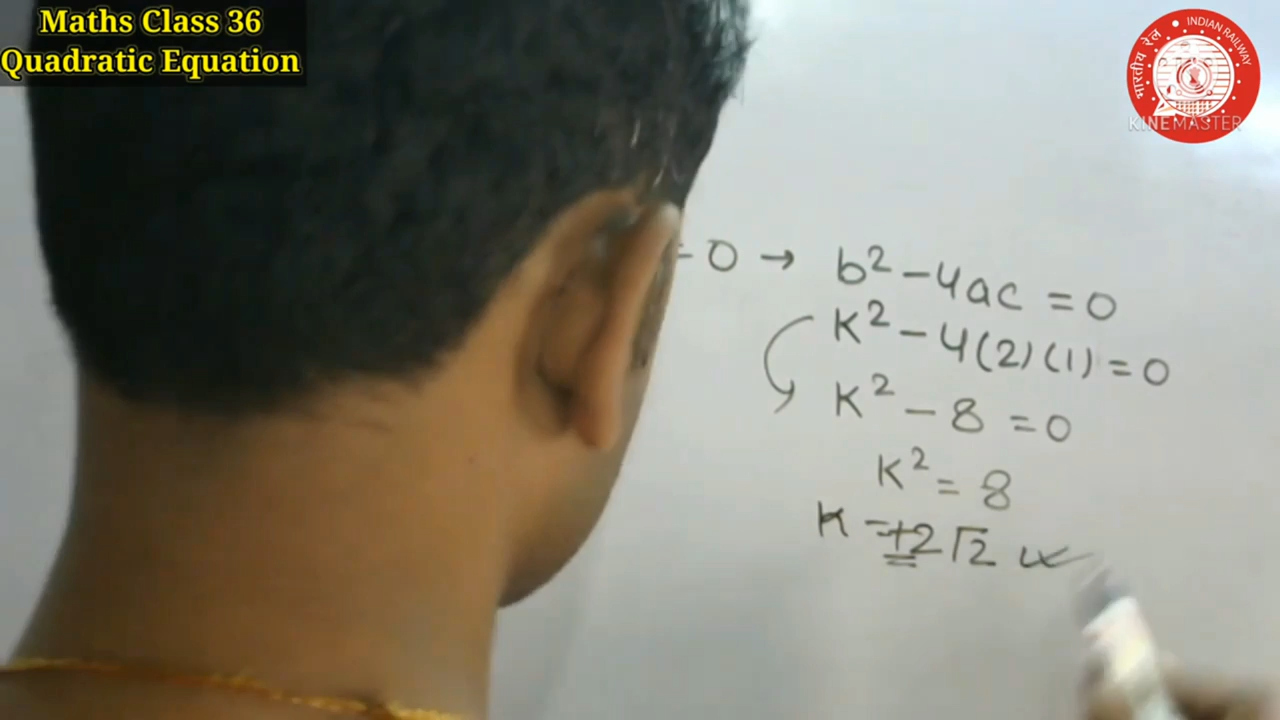 Maths Class 36
Quadratic Equation
भारतीय रेल • INDIAN RAILWAY
KINEMASTER
= 0 → b² - 4ac = 0
K² - 4(2)(1) = 0
K² - 8 = 0
K² = 8
K = ±2√2